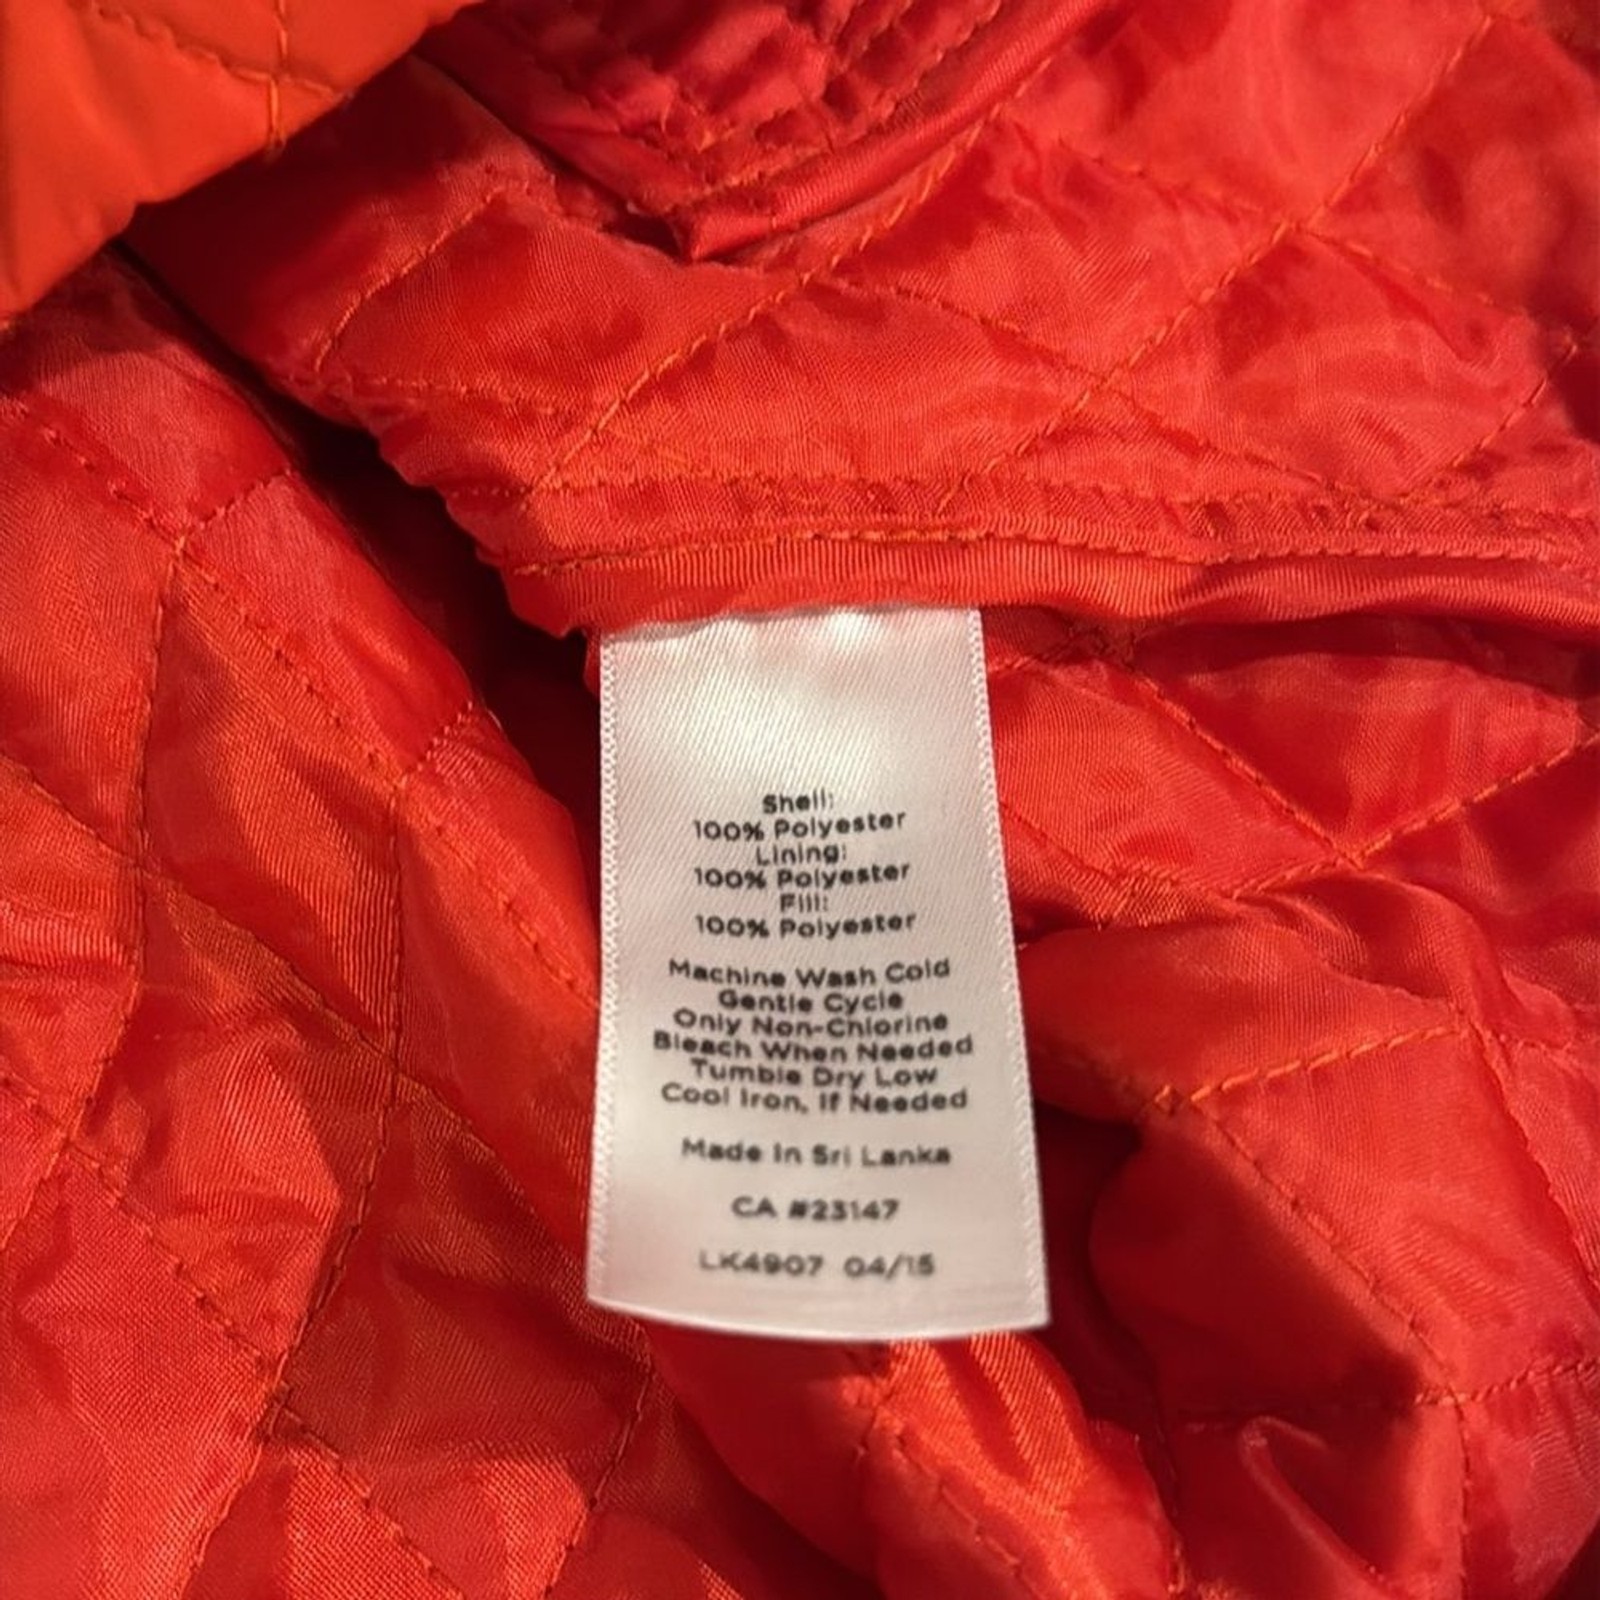 Shell:
100% Polyester
Lining:
100% Polyester
Fill:
100% Polyester
Machine Wash Cold
Gentle Cycle
Only Non-Chlorine
Bleach When Needed
Tumble Dry Low
Cool Iron, If Needed
Made In Sri Lanka
CA #23147
LK4907 04/15